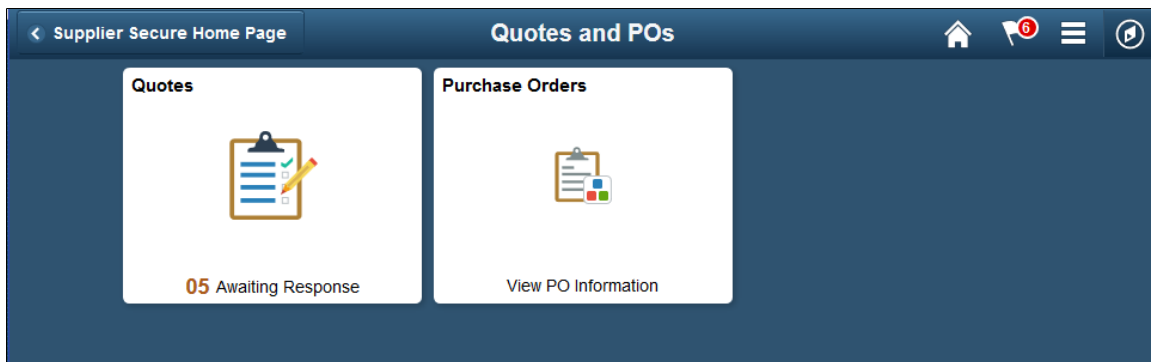 Supplier Secure Home Page
Quotes and POs
6
Quotes
Purchase Orders
05 Awaiting Response
View PO Information